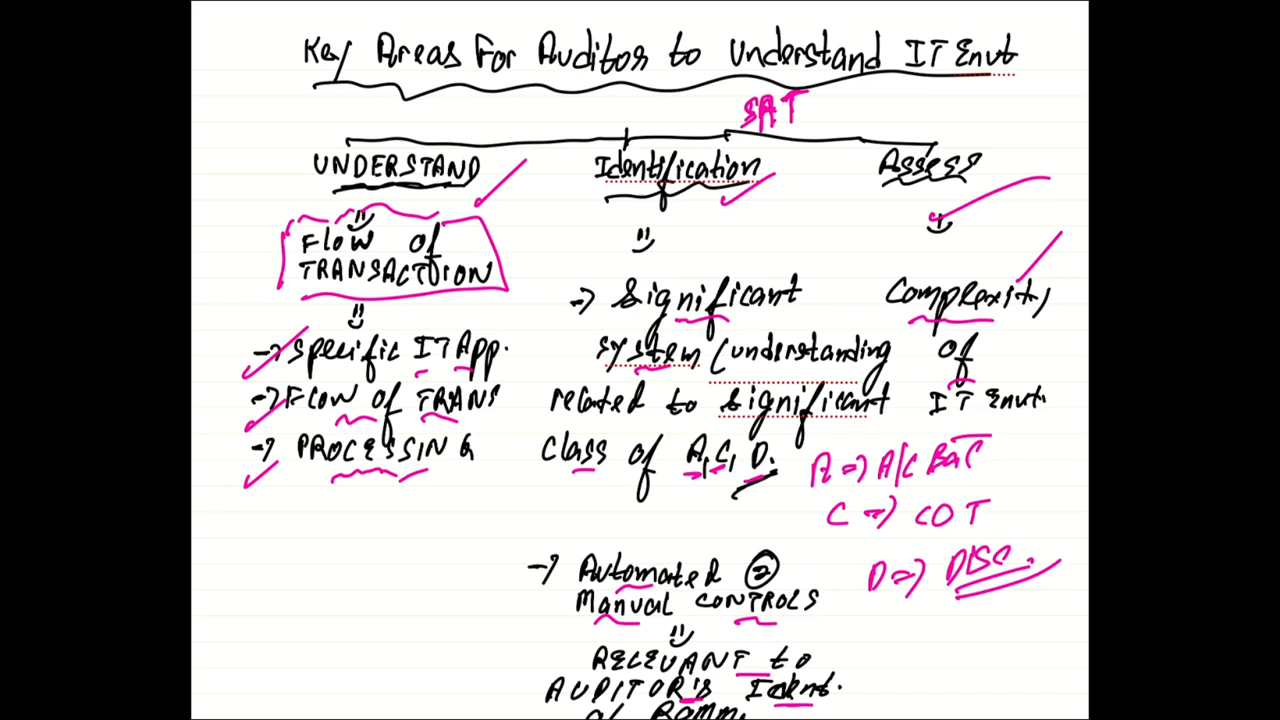 Key Areas For Auditor to Understand IT Envt
SAT
UNDERSTAND
Flow of
TRANSACTION
-> Specific IT App.
-> Flow of TRANS
-> PROCESSING
Identification
-> Significant
system (understanding
related to significant
class of A, C, D.
-> Automated
Manual CONTROLS
RELEVANT to
AUDITOR'S Ident.
of ROMM.
Assess
Complexity
of
IT Envt.
A => A/C Bal
C => COT
D => DISC.